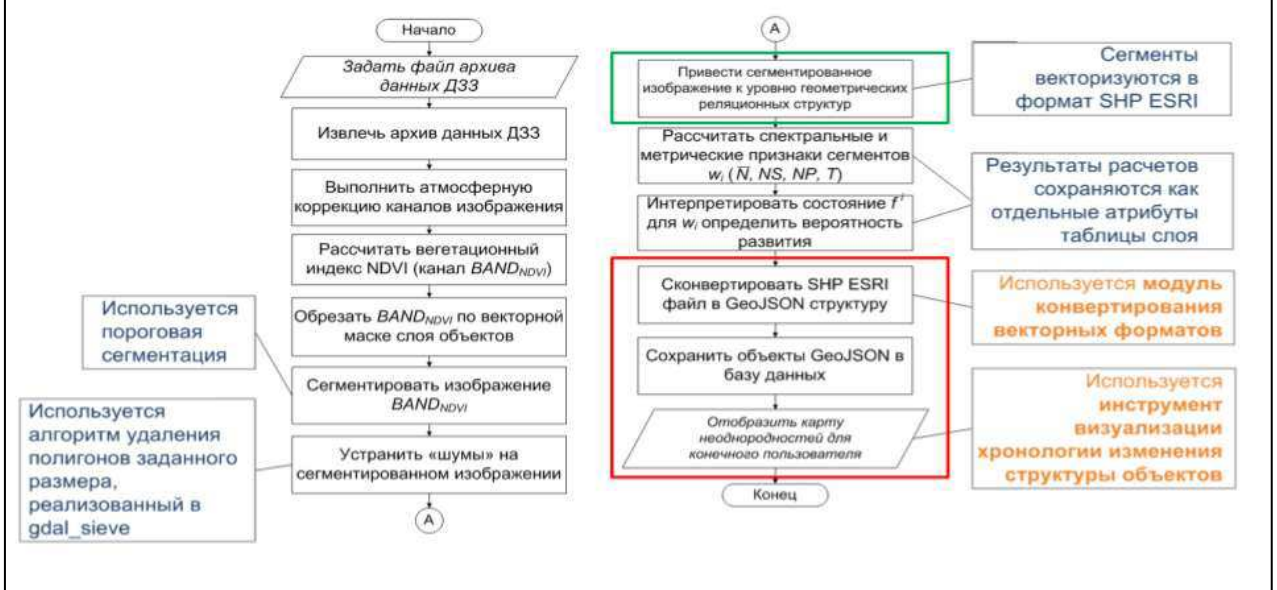 Начало
Задать файл архива
данных ДЗЗ
Извлечь архив данных ДЗЗ
Выполнить атмосферную
коррекцию каналов изображения
Рассчитать вегетационный
индекс NDVI (канал BAND_NDVI)
Обрезать BAND_NDVI по векторной
маске слоя объектов
Используется
пороговая
сегментация
Сегментировать изображение
BAND_NDVI
Используется
алгоритм удаления
полигонов заданного
размера,
реализованный в
gdal_sieve
Устранить «шумы» на
сегментированном изображении
А
А
Привести сегментированное
изображение к уровню геометрических
реляционных структур
Сегменты
векторизуются в
формат SHP ESRI
Рассчитать спектральные и
метрические признаки сегментов
wᵢ (N̅, NS, NP, T)
Интерпретировать состояние fⁱ
для wᵢ определить вероятность
развития
Результаты расчетов
сохраняются как
отдельные атрибуты
таблицы слоя
Сконвертировать SHP ESRI
файл в GeoJSON структуру
Используется модуль
конвертирования
векторных форматов
Сохранить объекты GeoJSON в
базу данных
Отобразить карту
неоднородностей для
конечного пользователя
Используется
инструмент
визуализации
хронологии изменения
структуры объектов
Конец